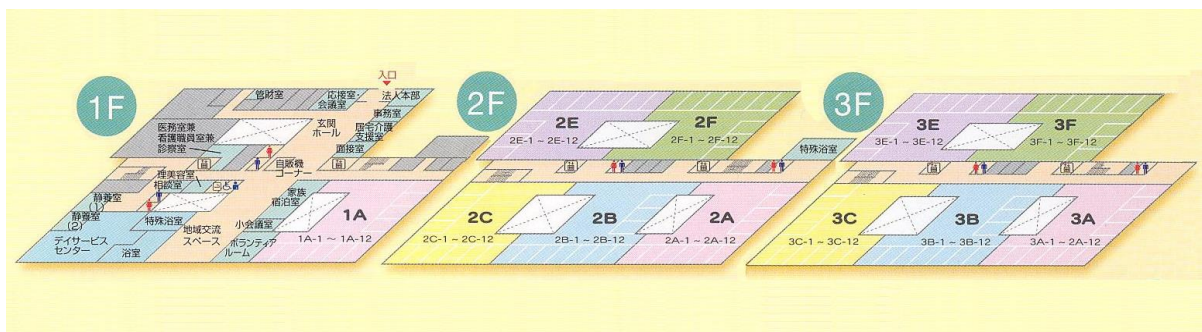 1F
入口
管財室
応接室・
会議室
法人本部
事務室
玄関
ホール
居宅介護
支援室
面接室
医務室兼
看護職員室兼
診察室
自販機
コーナー
理美容室
相談室
静養室
(1)
静養室
(2)
特殊浴室
デイサービス
センター
浴室
地域交流
スペース
家族
宿泊室
小会議室
ボランティア
ルーム
1A
1A-1 ~ 1A-12
2F
2E
2E-1 ~ 2E-12
2F
2F-1 ~ 2F-12
2C
2C-1 ~ 2C-12
2B
2B-1 ~ 2B-12
2A
2A-1 ~ 2A-12
特殊浴室
3F
3E
3E-1 ~ 3E-12
3F
3F-1 ~ 3F-12
3C
3C-1 ~ 3C-12
3B
3B-1 ~ 3B-12
3A
3A-1 ~ 2A-12